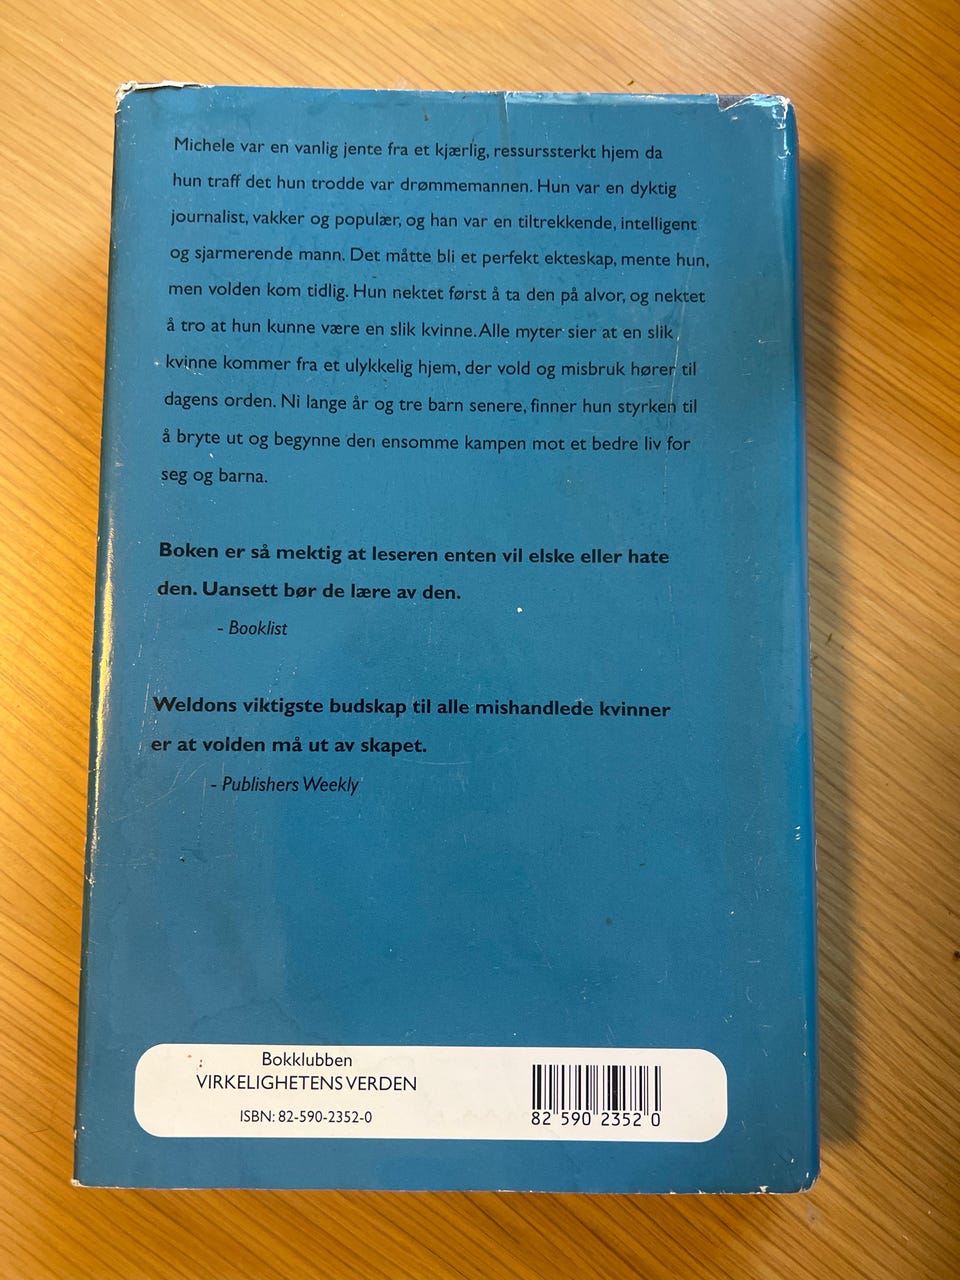 Michele var en vanlig jente fra et kjærlig, ressurssterkt hjem da
hun traff det hun trodde var drømmemannen. Hun var en dyktig
journalist, vakker og populær, og han var en tiltrekkende, intelligent
og sjarmerende mann. Det måtte bli et perfekt ekteskap, mente hun,
men volden kom tidlig. Hun nektet først å ta den på alvor, og nektet
å tro at hun kunne være en slik kvinne. Alle myter sier at en slik
kvinne kommer fra et ulykkelig hjem, der vold og misbruk hører til
dagens orden. Ni lange år og tre barn senere, finner hun styrken til
å bryte ut og begynne den ensomme kampen mot et bedre liv for
seg og barna.
Boken er så mektig at leseren enten vil elske eller hate
den. Uansett bør de lære av den.
- Booklist
Weldons viktigste budskap til alle mishandlede kvinner
er at volden må ut av skapet.
- Publishers Weekly
Bokklubben
VIRKELIGHETENS VERDEN
ISBN: 82-590-2352-0
82 590 2352 0